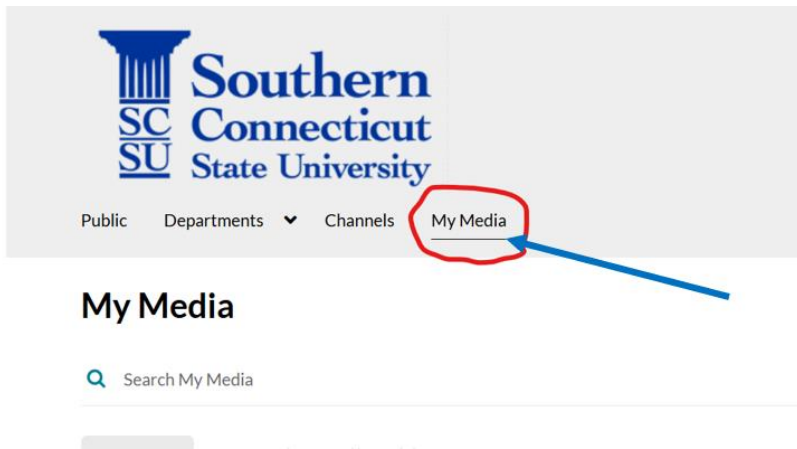 Southern
SC Connecticut
SU State University
Public Departments Channels My Media
My Media
Search My Media